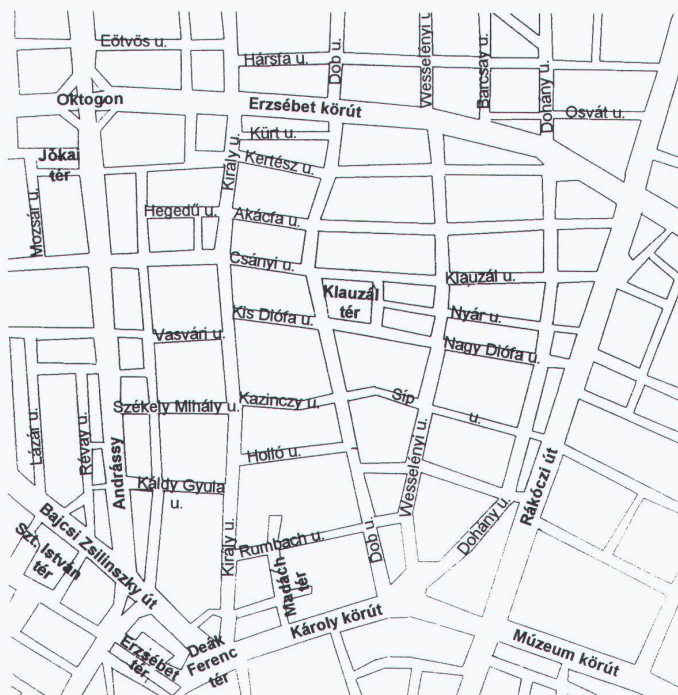 Eötvös u.
Hársfa u.
Dob u.
Wesselényi u.
Barcsay u.
Dohány u.
Oktogon
Erzsébet körút
Osvát u.
Kürt u.
Jókai
tér
Király u.
Kertész u.
Mozsár u.
Hegedű u.
Akácfa u.
Csányi u.
Klauzál u.
Klauzál
tér
Kis Diófa u.
Nyár u.
Vasvári u.
Nagy Diófa u.
Síp
u.
Kazinczy u.
Székely Mihály u.
Lázár u.
Révay u.
Andrássy
Holló u.
Wesselényi u.
Rákóczi út
Káldy Gyula
u.
Bajcsi Zsilinszky út
Szt. István
tér
Király u.
Rumbach u.
Dob u.
Dohány u.
Madách
tér
Károly körút
Erzsébet
tér
Deák
Ferenc
tér
Múzeum körút